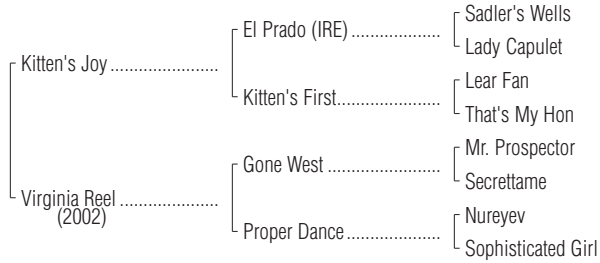 Sadler's Wells
El Prado (IRE) ....................
Lady Capulet
Kitten's Joy ........................
Lear Fan
Kitten's First.......................
That's My Hon
Mr. Prospector
Gone West .........................
Secrettame
Virginia Reel ......................
(2002)
Nureyev
Proper Dance.....................
Sophisticated Girl